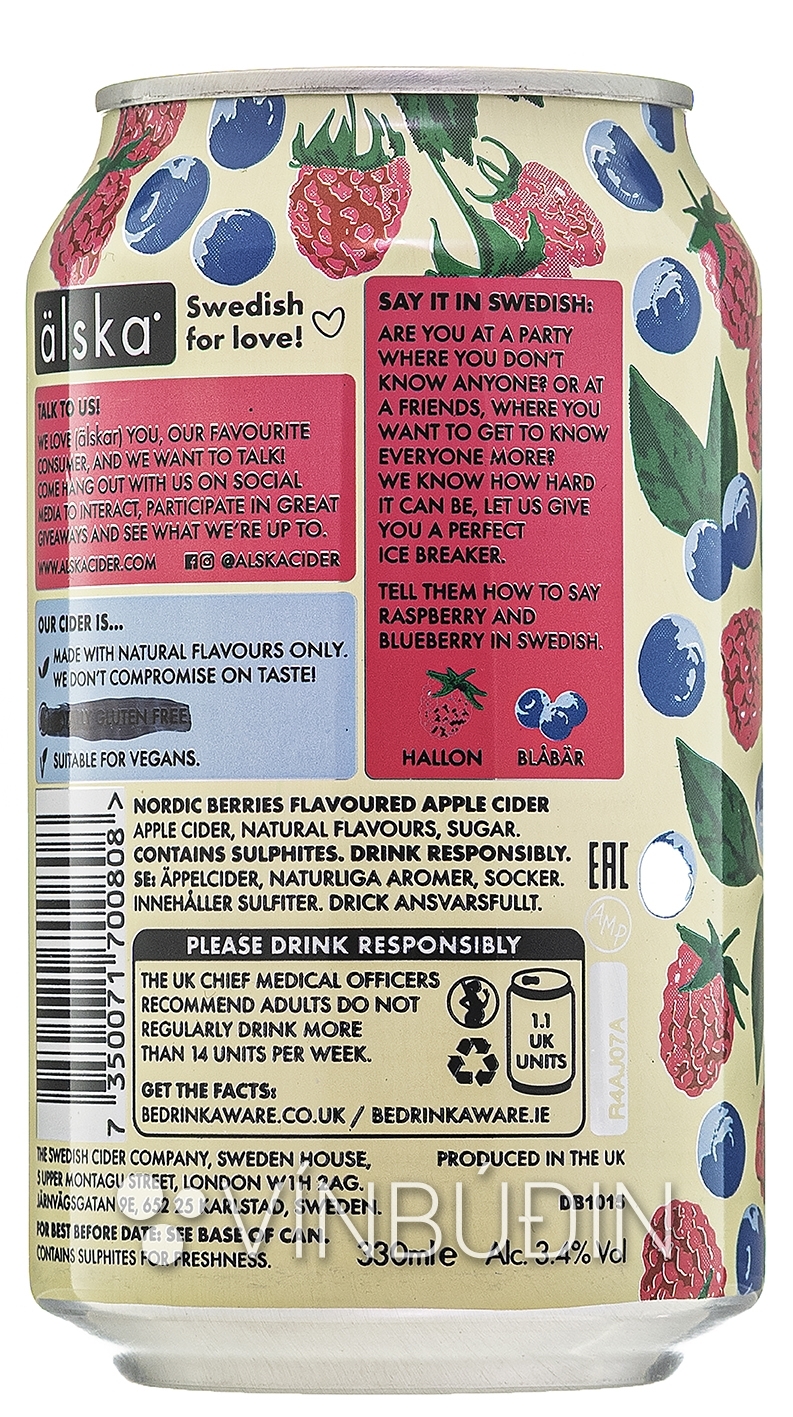 älska
Swedish
for love!
TALK TO US!
WE LOVE (älskar) YOU, OUR FAVOURITE
CONSUMER, AND WE WANT TO TALK!
COME HANG OUT WITH US ON SOCIAL
MEDIA TO INTERACT, PARTICIPATE IN GREAT
GIVEAWAYS AND SEE WHAT WE'RE UP TO.
WWW.ALSKACIDER.COM @ALSKACIDER
OUR CIDER IS...
MADE WITH NATURAL FLAVOURS ONLY.
WE DON'T COMPROMISE ON TASTE!
GLUTEN FREE
SUITABLE FOR VEGANS.
SAY IT IN SWEDISH:
ARE YOU AT A PARTY
WHERE YOU DON'T
KNOW ANYONE? OR AT
A FRIENDS, WHERE YOU
WANT TO GET TO KNOW
EVERYONE MORE?
WE KNOW HOW HARD
IT CAN BE, LET US GIVE
YOU A PERFECT
ICE BREAKER.
TELL THEM HOW TO SAY
RASPBERRY AND
BLUEBERRY IN SWEDISH.
HALLON BLÅBÄR
7 350071 700808 >
NORDIC BERRIES FLAVOURED APPLE CIDER
APPLE CIDER, NATURAL FLAVOURS, SUGAR.
CONTAINS SULPHITES. DRINK RESPONSIBLY.
SE: ÄPPELCIDER, NATURLIGA AROMER, SOCKER.
INNEHÅLLER SULFITER. DRICK ANSVARSFULLT.
EAC
AMP
PLEASE DRINK RESPONSIBLY
THE UK CHIEF MEDICAL OFFICERS
RECOMMEND ADULTS DO NOT
REGULARLY DRINK MORE
THAN 14 UNITS PER WEEK.
GET THE FACTS:
BEDRINKAWARE.CO.UK / BEDRINKAWARE.IE
1.1
UK
UNITS
R4AJ07A
THE SWEDISH CIDER COMPANY, SWEDEN HOUSE,
5 UPPER MONTAGU STREET, LONDON W1H 2AG.
JÄRNVÄGSGATAN 9E, 652 25 KARLSTAD, SWEDEN.
FOR BEST BEFORE DATE: SEE BASE OF CAN.
CONTAINS SULPHITES FOR FRESHNESS.
PRODUCED IN THE UK
DB1015
330ml e Alc. 3.4% Vol
VÍNBÚÐIN